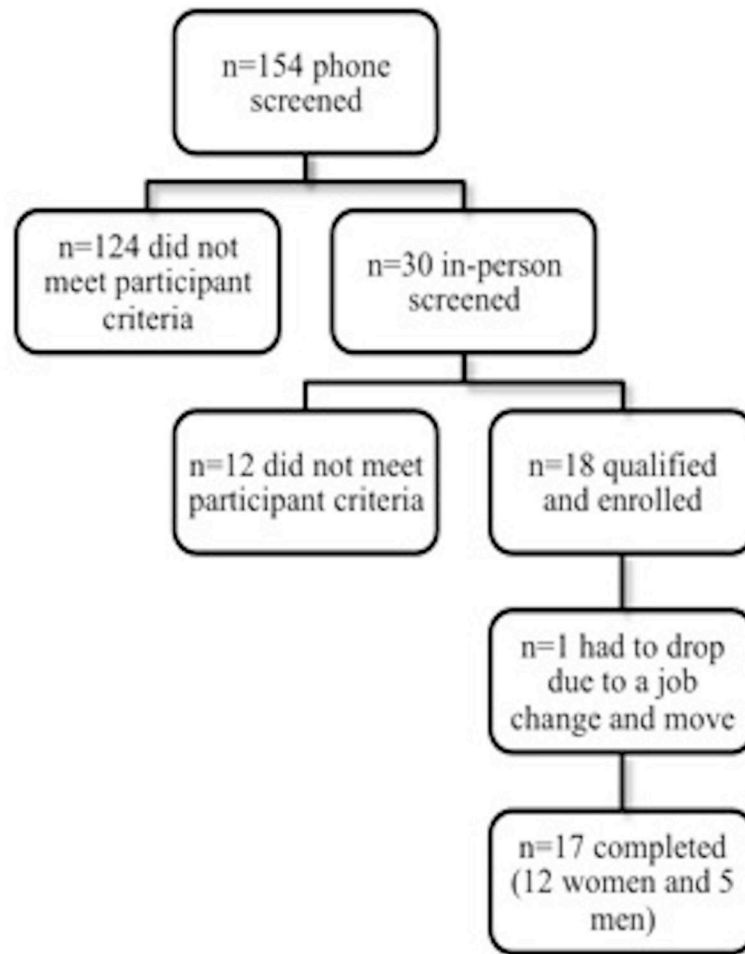 n=154 phone
screened
n=124 did not
meet participant
criteria
n=30 in-person
screened
n=12 did not meet
participant criteria
n=18 qualified
and enrolled
n=1 had to drop
due to a job
change and move
n=17 completed
(12 women and 5
men)